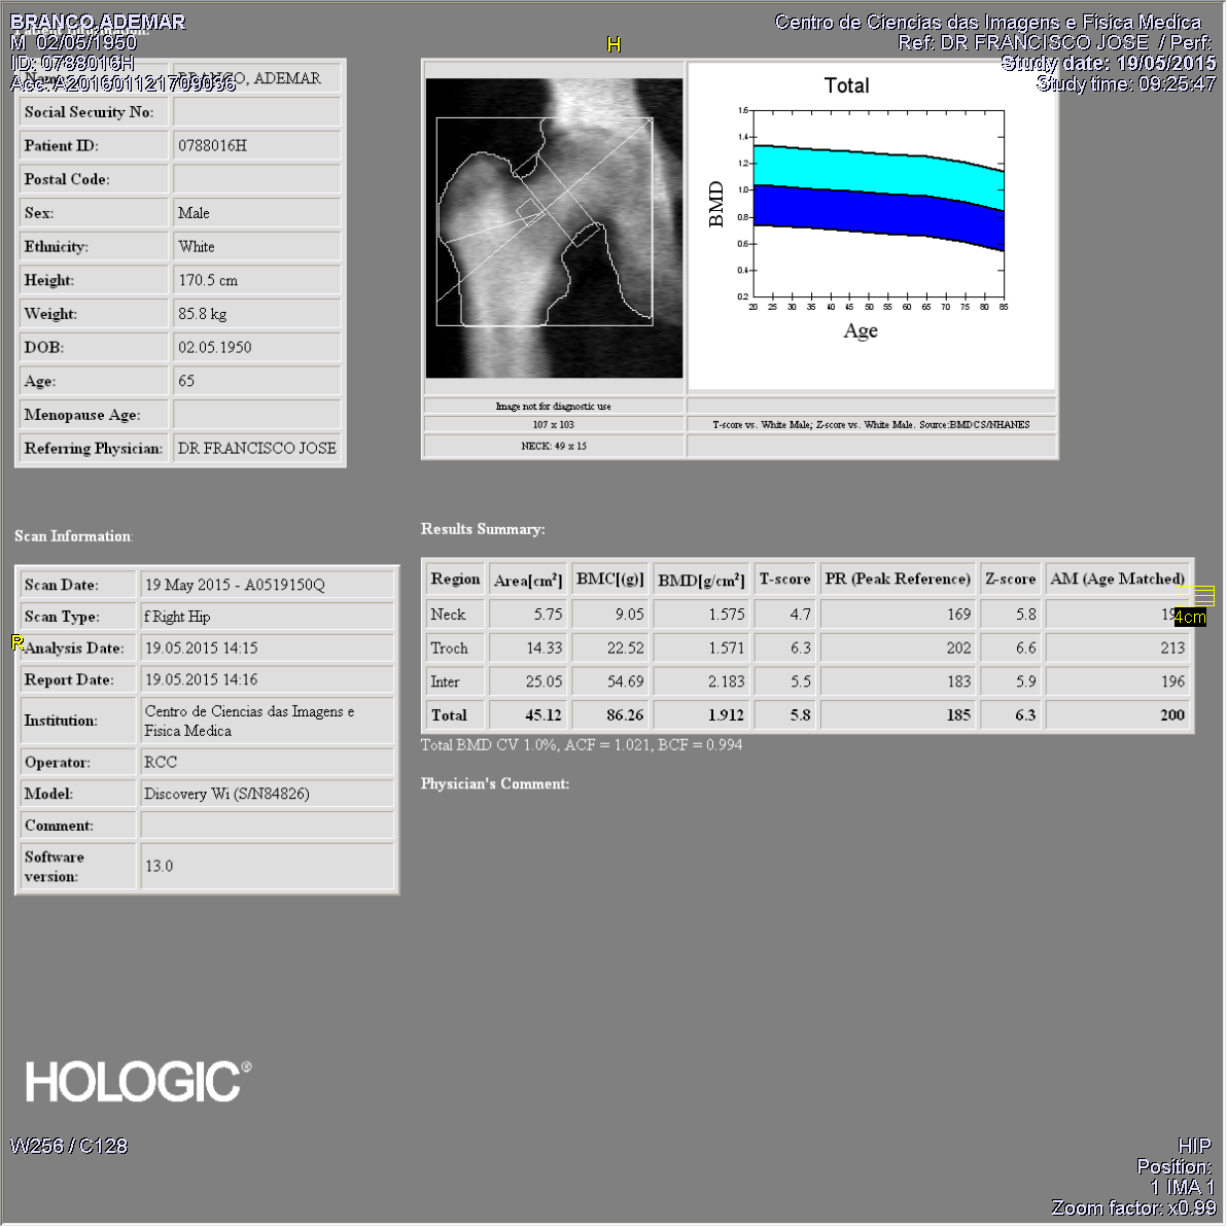 BRANCO,ADEMAR
Patient Information:
M 02/05/1950
ID: 0788016H
Acc: A2016011217
Centro de Ciencias das Imagens e Fisica Medica
Ref: DR FRANCISCO JOSE / Perf:
Study date: 19/05/2015
Study time: 09:25:47
H
Name: BRANCO, ADEMAR
Social Security No:
Patient ID: 0788016H
Postal Code:
Sex: Male
Ethnicity: White
Height: 170.5 cm
Weight: 85.8 kg
DOB: 02.05.1950
Age: 65
Menopause Age:
Referring Physician: DR FRANCISCO JOSE
Total
BMD
1.6
1.4
1.2
1.0
0.8
0.6
0.4
0.2
20 25 30 35 40 45 50 55 60 65 70 75 80 85
Age
Image not for diagnostic use
107 x 103
T-score vs. White Male; Z-score vs. White Male. Source:BMDCS/NHANES
NECK: 49 x 15
Scan Information:
Scan Date: 19 May 2015 - A0519150Q
Scan Type: f Right Hip
R
Analysis Date: 19.05.2015 14:15
Report Date: 19.05.2015 14:16
Institution: Centro de Ciencias das Imagens e
Fisica Medica
Operator: RCC
Model: Discovery Wi (S/N84826)
Comment:
Software
version: 13.0
Results Summary:
Region Area[cm²] BMC[(g)] BMD[g/cm²] T-score PR (Peak Reference) Z-score AM (Age Matched)
Neck 5.75 9.05 1.575 4.7 169 5.8
4cm
Troch 14.33 22.52 1.571 6.3 202 6.6 213
Inter 25.05 54.69 2.183 5.5 183 5.9 196
Total 45.12 86.26 1.912 5.8 185 6.3 200
Total BMD CV 1.0%, ACF = 1.021, BCF = 0.994
Physician's Comment:
HOLOGIC®
W256 / C128
HIP
Position:
1 IMA 1
Zoom factor: x0.99